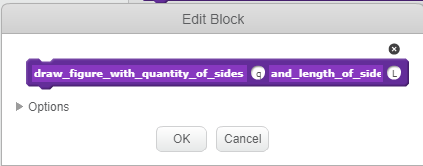 Edit Block
draw_figure_with_quantity_of_sides q and_length_of_side L
Options
OK Cancel